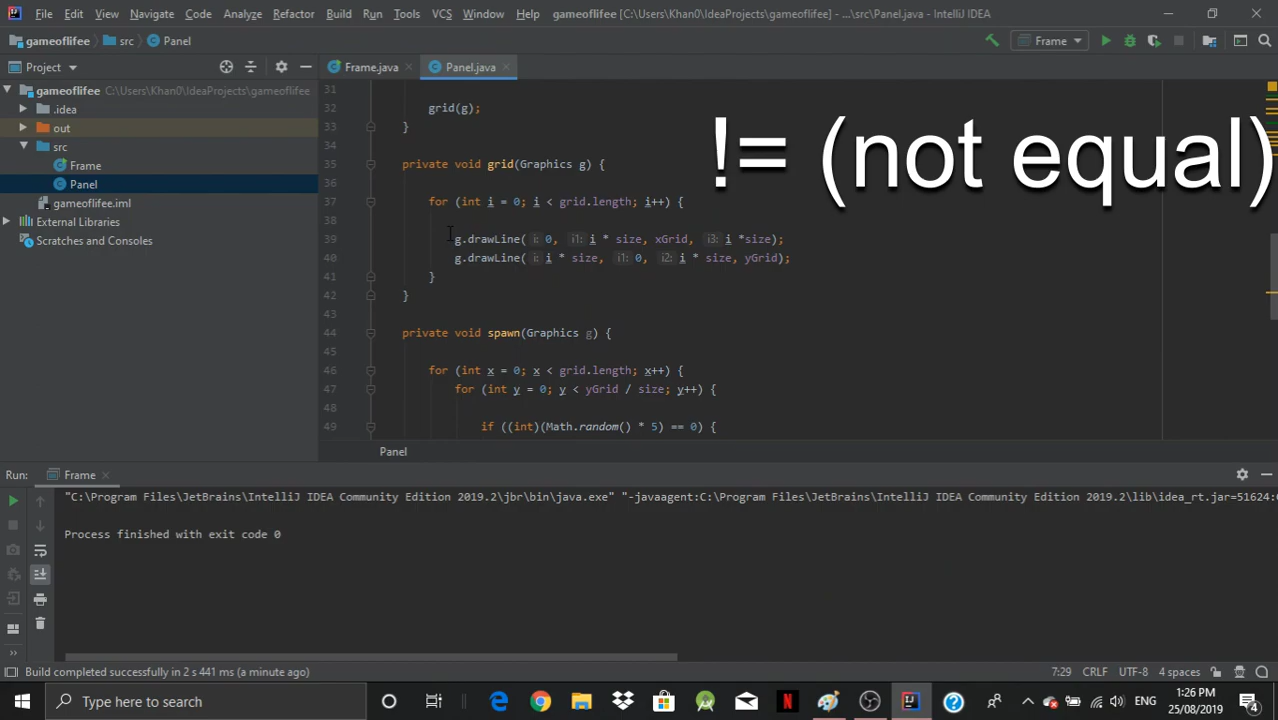 File Edit View Navigate Code Analyze Refactor Build Run Tools VCS Window Help gameoflifee [C:\Users\Khan0\IdeaProjects\gameoflifee] - ...\src\Panel.java - IntelliJ IDEA
gameoflifee src Panel Frame
Project
Frame.java Panel.java
gameoflifee C:\Users\Khan0\IdeaProjects\gameoflifee
.idea
out
src
Frame
Panel
gameoflifee.iml
External Libraries
Scratches and Consoles
!= (not equal)
31
32 grid(g);
33 }
34
35 private void grid(Graphics g) {
36
37 for (int i = 0; i < grid.length; i++) {
38
39 g.drawLine( i: 0, i1: i * size, xGrid, i3: i *size);
40 g.drawLine( i: i * size, i1: 0, i2: i * size, yGrid);
41 }
42 }
43
44 private void spawn(Graphics g) {
45
46 for (int x = 0; x < grid.length; x++) {
47 for (int y = 0; y < yGrid / size; y++) {
48
49 if ((int)(Math.random() * 5) == 0) {
Panel
Run: Frame
"C:\Program Files\JetBrains\IntelliJ IDEA Community Edition 2019.2\jbr\bin\java.exe" "-javaagent:C:\Program Files\JetBrains\IntelliJ IDEA Community Edition 2019.2\lib\idea_rt.jar=51624:
Process finished with exit code 0
Build completed successfully in 2 s 441 ms (a minute ago) 7:29 CRLF UTF-8 4 spaces
Type here to search
ENG
1:26 PM
25/08/2019
4